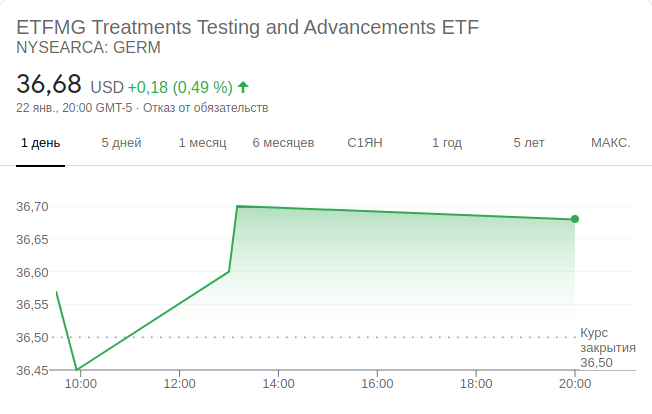 ETFMG Treatments Testing and Advancements ETF
NYSEARCA: GERM
36,68 USD +0,18 (0,49 %)
22 янв., 20:00 GMT-5 · Отказ от обязательств
1 день 5 дней 1 месяц 6 месяцев С1ЯН 1 год 5 лет МАКС.
36,70
36,65
36,60
36,55
36,50
36,45
Курс
закрытия
36,50
10:00 12:00 14:00 16:00 18:00 20:00